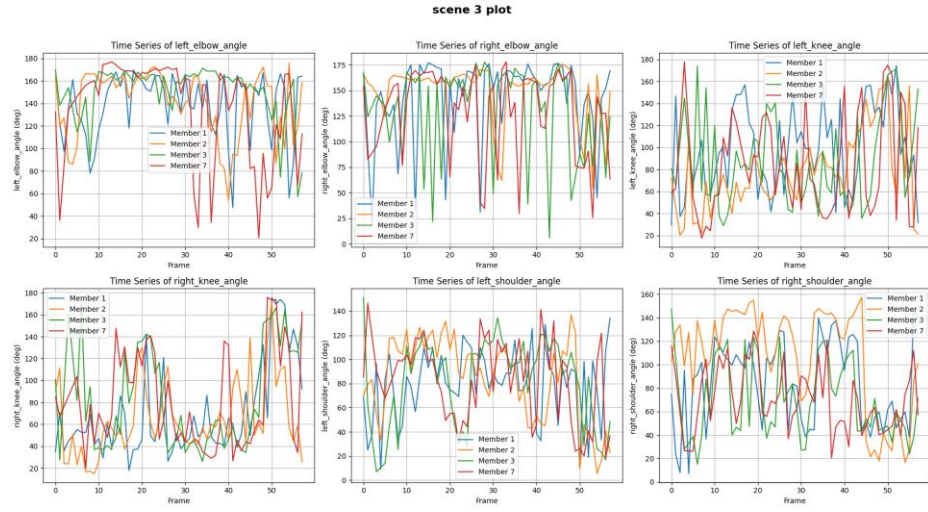 scene 3 plot
Time Series of left_elbow_angle
left_elbow_angle (deg)
180
160
140
120
100
80
60
40
20
0
10
20
30
40
50
Frame
Member 1
Member 2
Member 3
Member 7
Time Series of right_elbow_angle
right_elbow_angle (deg)
175
150
125
100
75
50
25
0
0
10
20
30
40
50
Frame
Member 1
Member 2
Member 3
Member 7
Time Series of left_knee_angle
left_knee_angle (deg)
180
160
140
120
100
80
60
40
20
0
10
20
30
40
50
Frame
Member 1
Member 2
Member 3
Member 7
Time Series of right_knee_angle
right_knee_angle (deg)
180
160
140
120
100
80
60
40
20
0
10
20
30
40
50
Frame
Member 1
Member 2
Member 3
Member 7
Time Series of left_shoulder_angle
left_shoulder_angle (deg)
140
120
100
80
60
40
20
0
0
10
20
30
40
50
Frame
Member 1
Member 2
Member 3
Member 7
Time Series of right_shoulder_angle
right_shoulder_angle (deg)
160
140
120
100
80
60
40
20
0
0
10
20
30
40
50
Frame
Member 1
Member 2
Member 3
Member 7